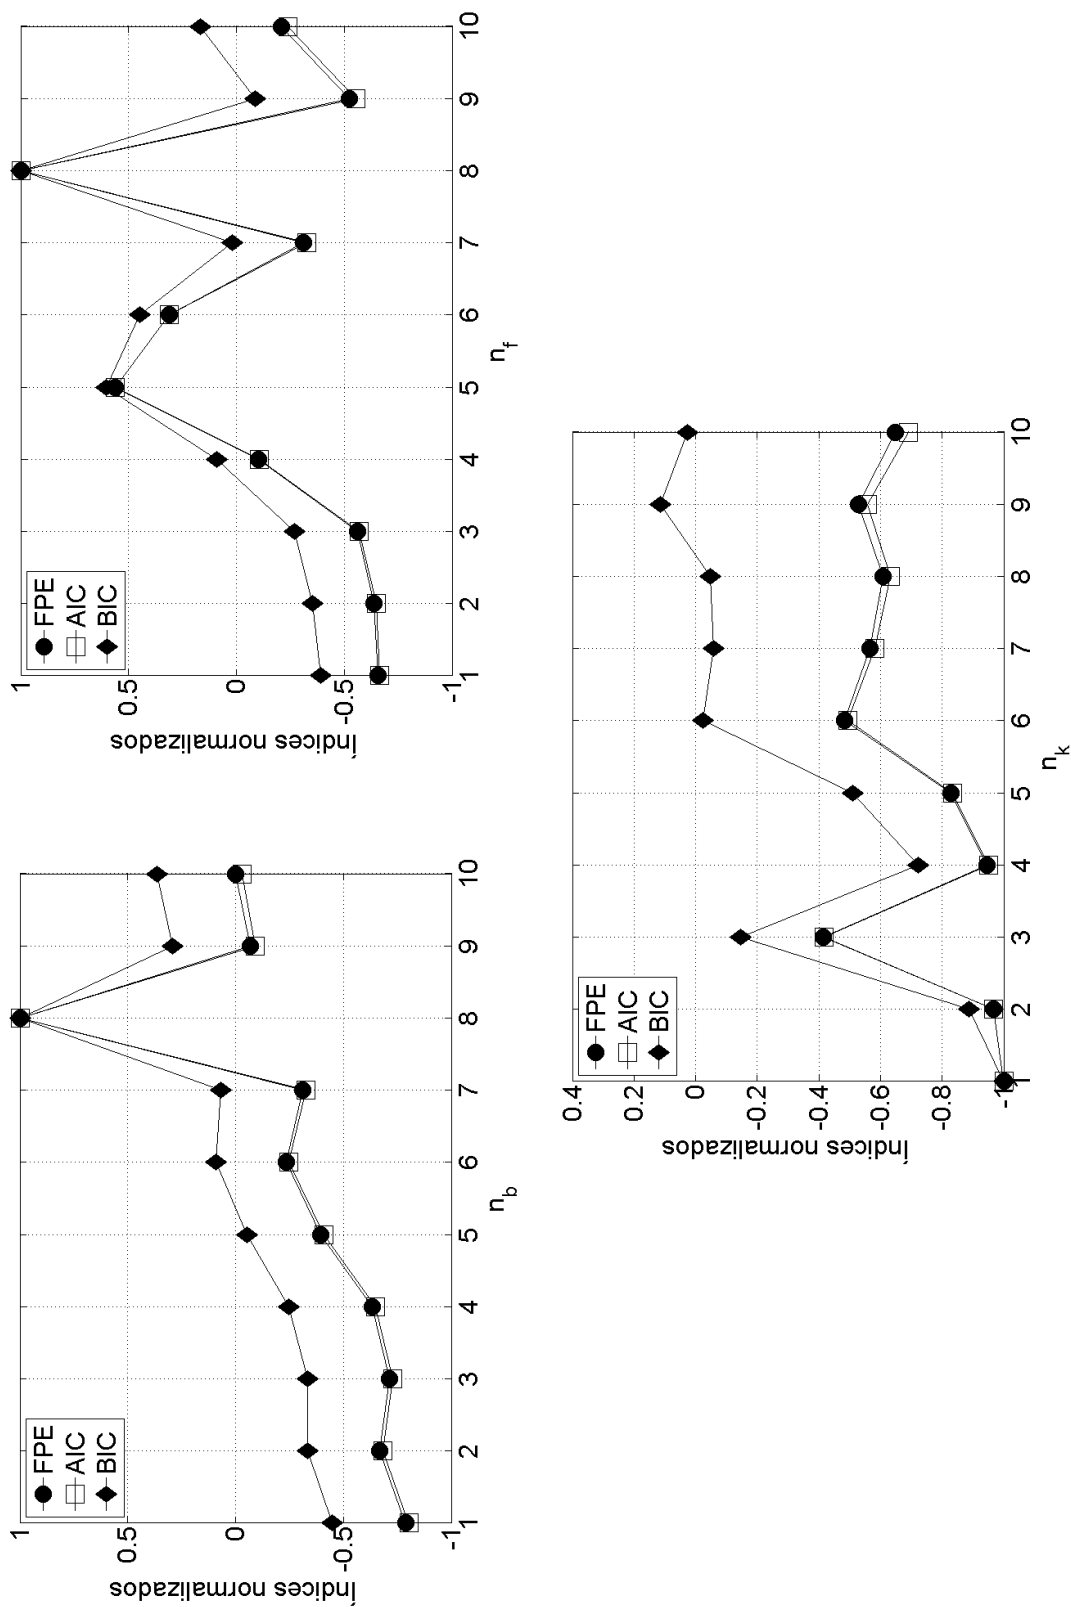 1
0.5
0
-0.5
-1
Índices normalizados
FPE
AIC
BIC
1 2 3 4 5 6 7 8 9 10
n_b
1
0.5
0
-0.5
-1
Índices normalizados
FPE
AIC
BIC
1 2 3 4 5 6 7 8 9 10
n_f
0.4
0.2
0
-0.2
-0.4
-0.6
-0.8
-1
Índices normalizados
FPE
AIC
BIC
1 2 3 4 5 6 7 8 9 10
n_k